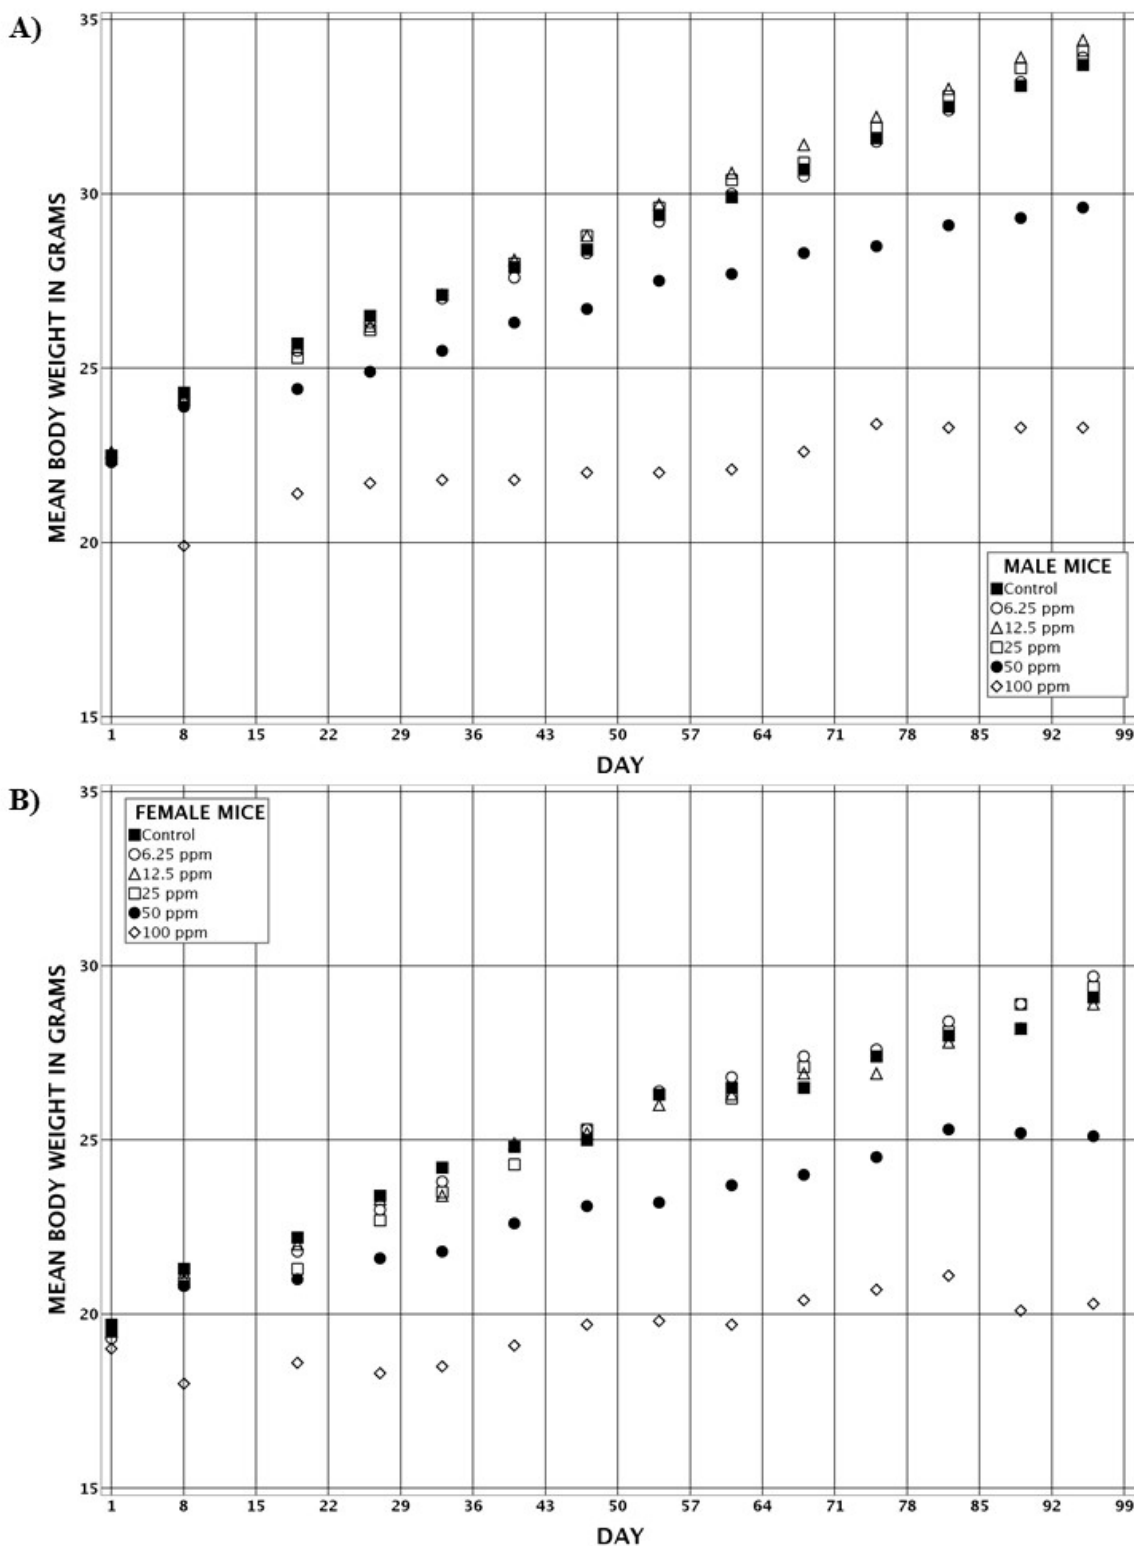 A)
35
30
25
20
15
MEAN BODY WEIGHT IN GRAMS
MALE MICE
Control
6.25 ppm
12.5 ppm
25 ppm
50 ppm
100 ppm
1 8 15 22 29 36 43 50 57 64 71 78 85 92 99
DAY
B)
35
30
25
20
15
MEAN BODY WEIGHT IN GRAMS
FEMALE MICE
Control
6.25 ppm
12.5 ppm
25 ppm
50 ppm
100 ppm
1 8 15 22 29 36 43 50 57 64 71 78 85 92 99
DAY